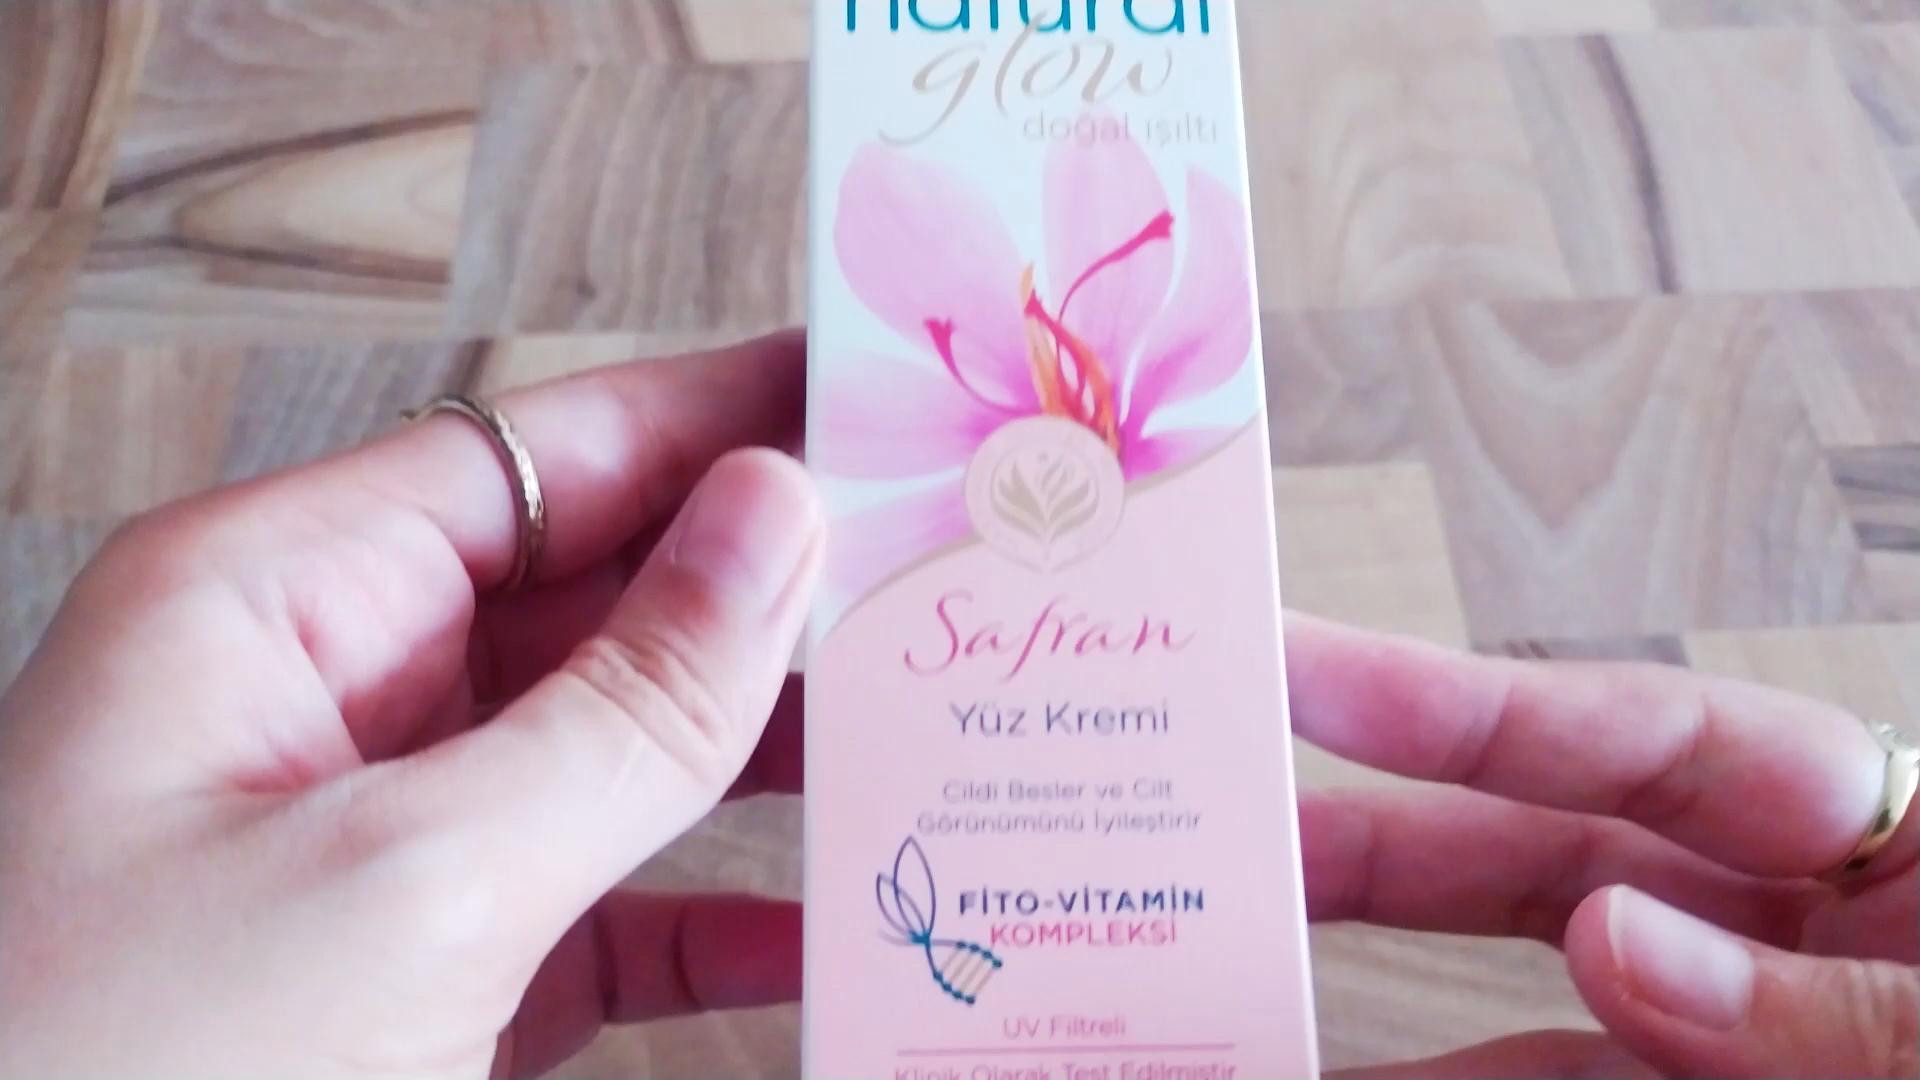 natural
glow
doğal ışıltı
Safran
Yüz Kremi
Cildi Besler ve Cilt
Görünümünü İyileştirir
FİTO-VİTAMİN
KOMPLEKSİ
UV Filtreli
Klinik Olarak Test Edilmiştir